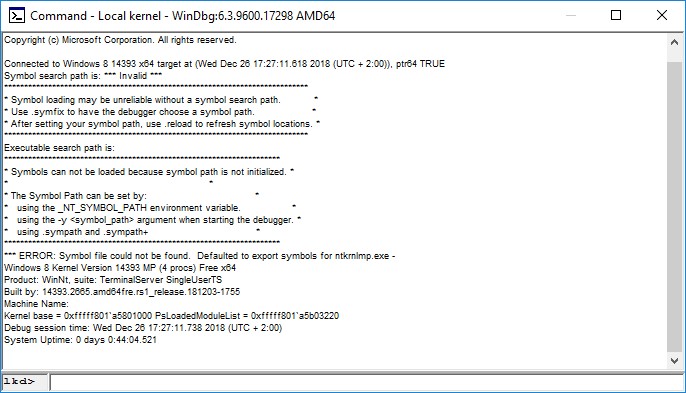 Command - Local kernel - WinDbg:6.3.9600.17298 AMD64
Copyright (c) Microsoft Corporation. All rights reserved.
Connected to Windows 8 14393 x64 target at (Wed Dec 26 17:27:11.618 2018 (UTC + 2:00)), ptr64 TRUE
Symbol search path is: *** Invalid ***
****************************************************************************
* Symbol loading may be unreliable without a symbol search path.           *
* Use .symfix to have the debugger choose a symbol path.                   *
* After setting your symbol path, use .reload to refresh symbol locations. *
****************************************************************************
Executable search path is:
*********************************************************************
* Symbols can not be loaded because symbol path is not initialized. *
*                                                                   *
* The Symbol Path can be set by:                                    *
*   using the _NT_SYMBOL_PATH environment variable.                 *
*   using the -y <symbol_path> argument when starting the debugger. *
*   using .sympath and .sympath+                                    *
*********************************************************************
*** ERROR: Symbol file could not be found.  Defaulted to export symbols for ntkrnlmp.exe -
Windows 8 Kernel Version 14393 MP (4 procs) Free x64
Product: WinNt, suite: TerminalServer SingleUserTS
Built by: 14393.2665.amd64fre.rs1_release.181203-1755
Machine Name:
Kernel base = 0xfffff801`a5801000 PsLoadedModuleList = 0xfffff801`a5b03220
Debug session time: Wed Dec 26 17:27:11.738 2018 (UTC + 2:00)
System Uptime: 0 days 0:44:04.521
lkd>